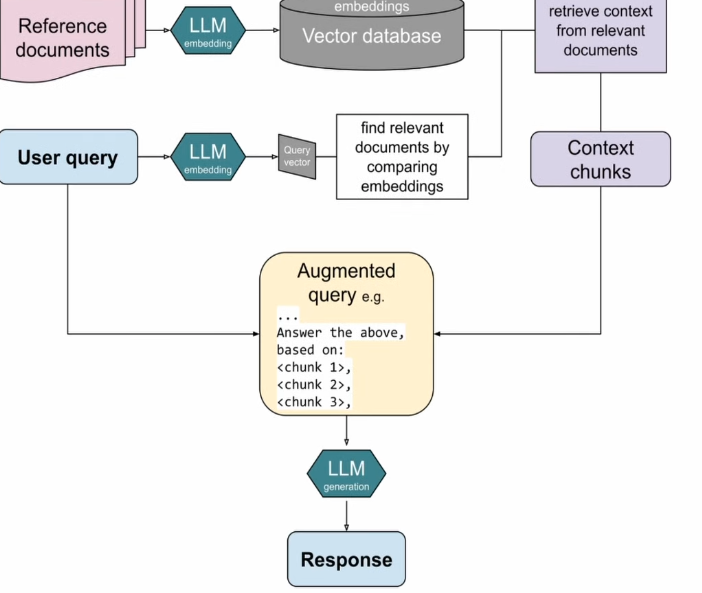 Reference
documents
LLM
embedding
embeddings
Vector database
retrieve context
from relevant
documents
User query
LLM
embedding
Query
vector
find relevant
documents by
comparing
embeddings
Context
chunks
Augmented
query e.g.
...
Answer the above,
based on:
<chunk 1>,
<chunk 2>,
<chunk 3>,
LLM
generation
Response